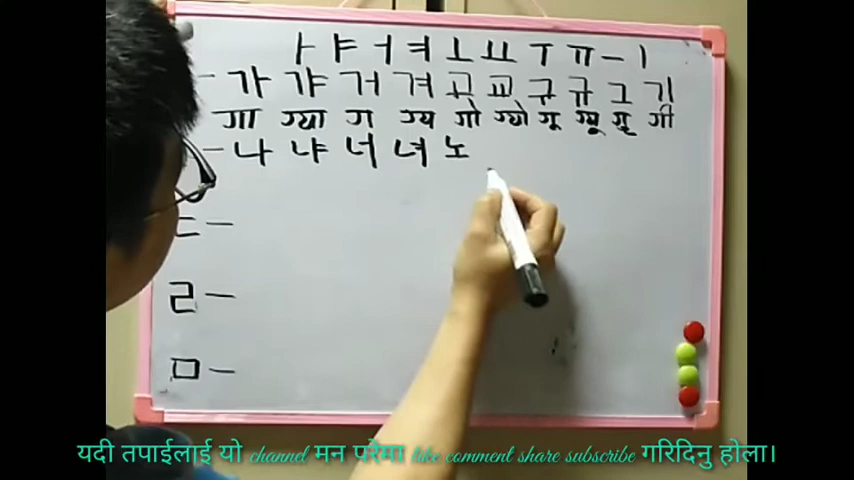 ㅏ ㅑ ㅓ ㅕ ㅗ ㅛ ㅜ ㅠ ㅡ ㅣ
- 가 갸 거 겨 고 교 구 규 그 기
गा ग्या ग ग्य गो ग्यो गू ग्यू गु गी
- 나 냐 너 녀 노
ㄷ -
ㄹ -
ㅁ -
यदी तपाईलाई यो channel मन परेमा like comment share subscribe गरिदिनु होला।